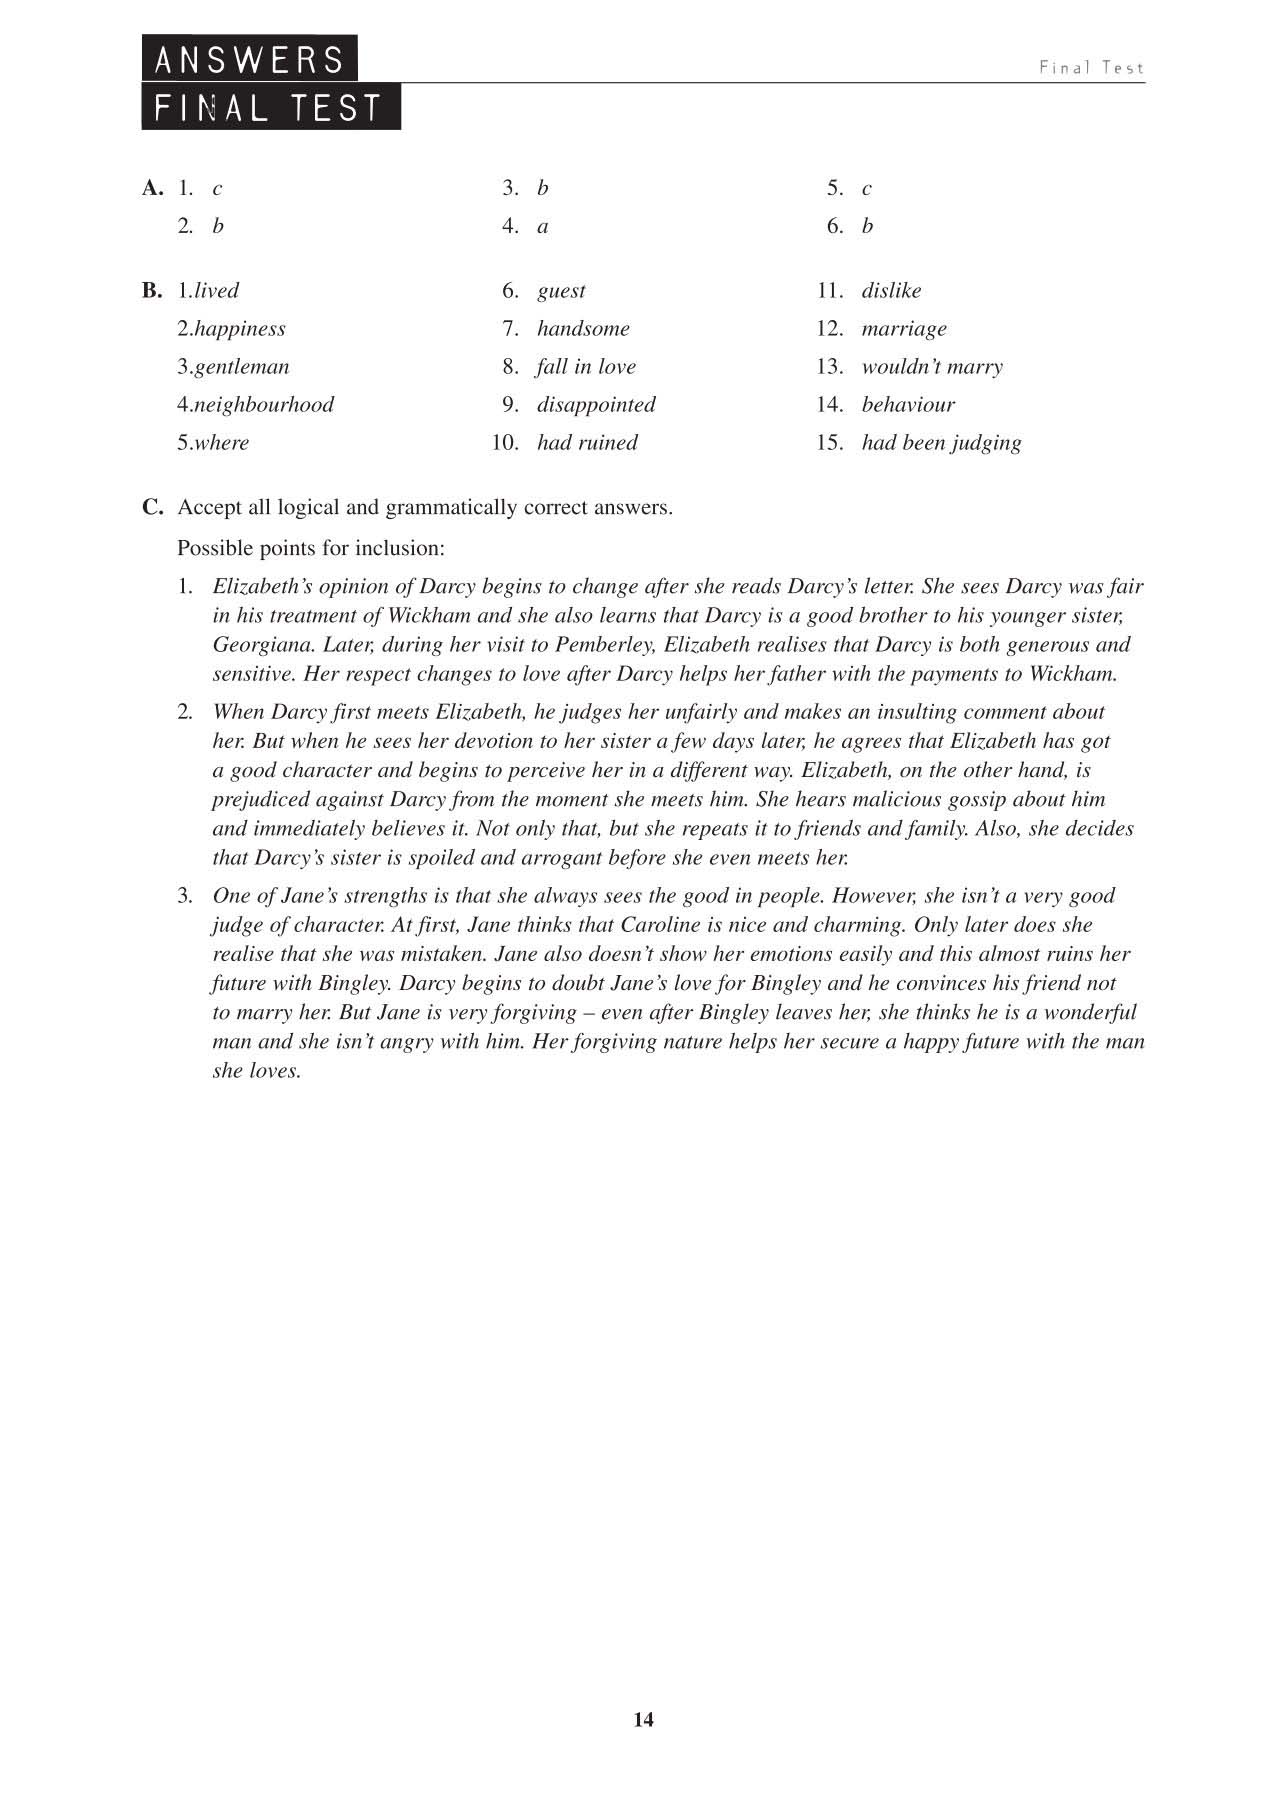 ANSWERS
Final Test
FINAL TEST
A. 1. c 3. b 5. c
2. b 4. a 6. b
B. 1.lived 6. guest 11. dislike
2.happiness 7. handsome 12. marriage
3.gentleman 8. fall in love 13. wouldn’t marry
4.neighbourhood 9. disappointed 14. behaviour
5.where 10. had ruined 15. had been judging
C. Accept all logical and grammatically correct answers.
Possible points for inclusion:
1. Elizabeth’s opinion of Darcy begins to change after she reads Darcy’s letter. She sees Darcy was fair
in his treatment of Wickham and she also learns that Darcy is a good brother to his younger sister,
Georgiana. Later, during her visit to Pemberley, Elizabeth realises that Darcy is both generous and
sensitive. Her respect changes to love after Darcy helps her father with the payments to Wickham.
2. When Darcy first meets Elizabeth, he judges her unfairly and makes an insulting comment about
her. But when he sees her devotion to her sister a few days later, he agrees that Elizabeth has got
a good character and begins to perceive her in a different way. Elizabeth, on the other hand, is
prejudiced against Darcy from the moment she meets him. She hears malicious gossip about him
and immediately believes it. Not only that, but she repeats it to friends and family. Also, she decides
that Darcy’s sister is spoiled and arrogant before she even meets her.
3. One of Jane’s strengths is that she always sees the good in people. However, she isn’t a very good
judge of character. At first, Jane thinks that Caroline is nice and charming. Only later does she
realise that she was mistaken. Jane also doesn’t show her emotions easily and this almost ruins her
future with Bingley. Darcy begins to doubt Jane’s love for Bingley and he convinces his friend not
to marry her. But Jane is very forgiving – even after Bingley leaves her, she thinks he is a wonderful
man and she isn’t angry with him. Her forgiving nature helps her secure a happy future with the man
she loves.
14